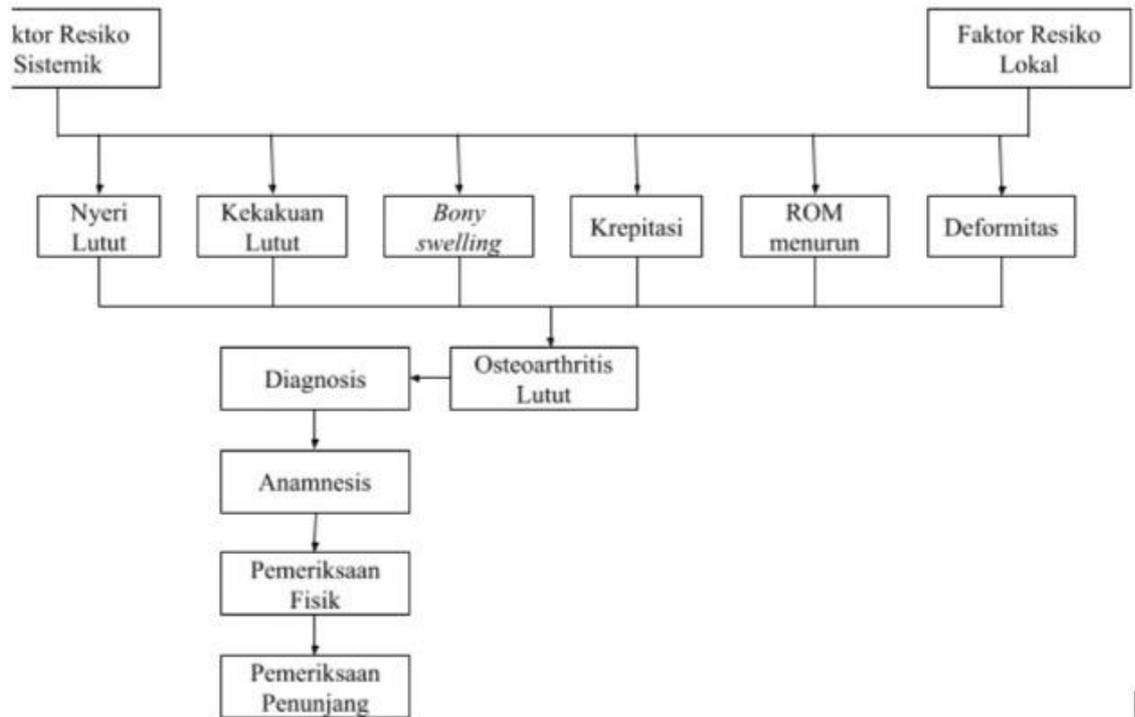 ktor Resiko
Sistemik
Faktor Resiko
Lokal
Nyeri
Lutut
Kekakuan
Lutut
Bony
swelling
Krepitasi
ROM
menurun
Deformitas
Diagnosis
Osteoarthritis
Lutut
Anamnesis
Pemeriksaan
Fisik
Pemeriksaan
Penunjang